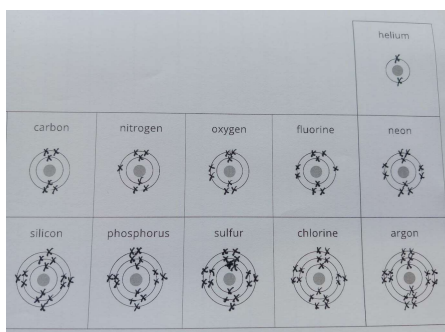 helium
carbon nitrogen oxygen fluorine neon
silicon phosphorus sulfur chlorine argon